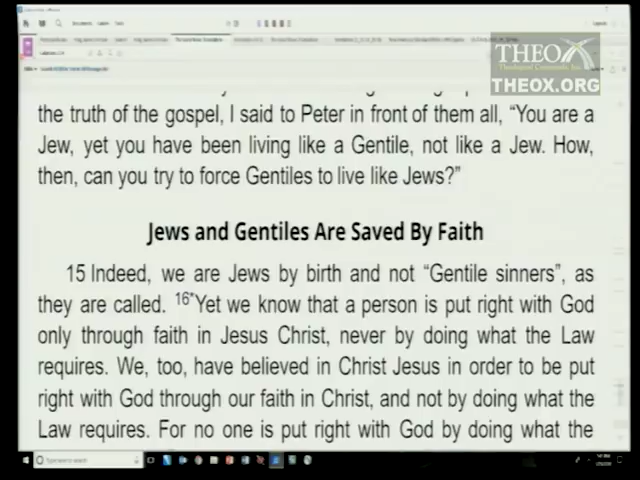 THEOX
THEOX.ORG
the truth of the gospel, I said to Peter in front of them all, “You are a
Jew, yet you have been living like a Gentile, not like a Jew. How,
then, can you try to force Gentiles to live like Jews?”
Jews and Gentiles Are Saved By Faith
15 Indeed, we are Jews by birth and not “Gentile sinners”, as
they are called. 16*Yet we know that a person is put right with God
only through faith in Jesus Christ, never by doing what the Law
requires. We, too, have believed in Christ Jesus in order to be put
right with God through our faith in Christ, and not by doing what the
Law requires. For no one is put right with God by doing what the